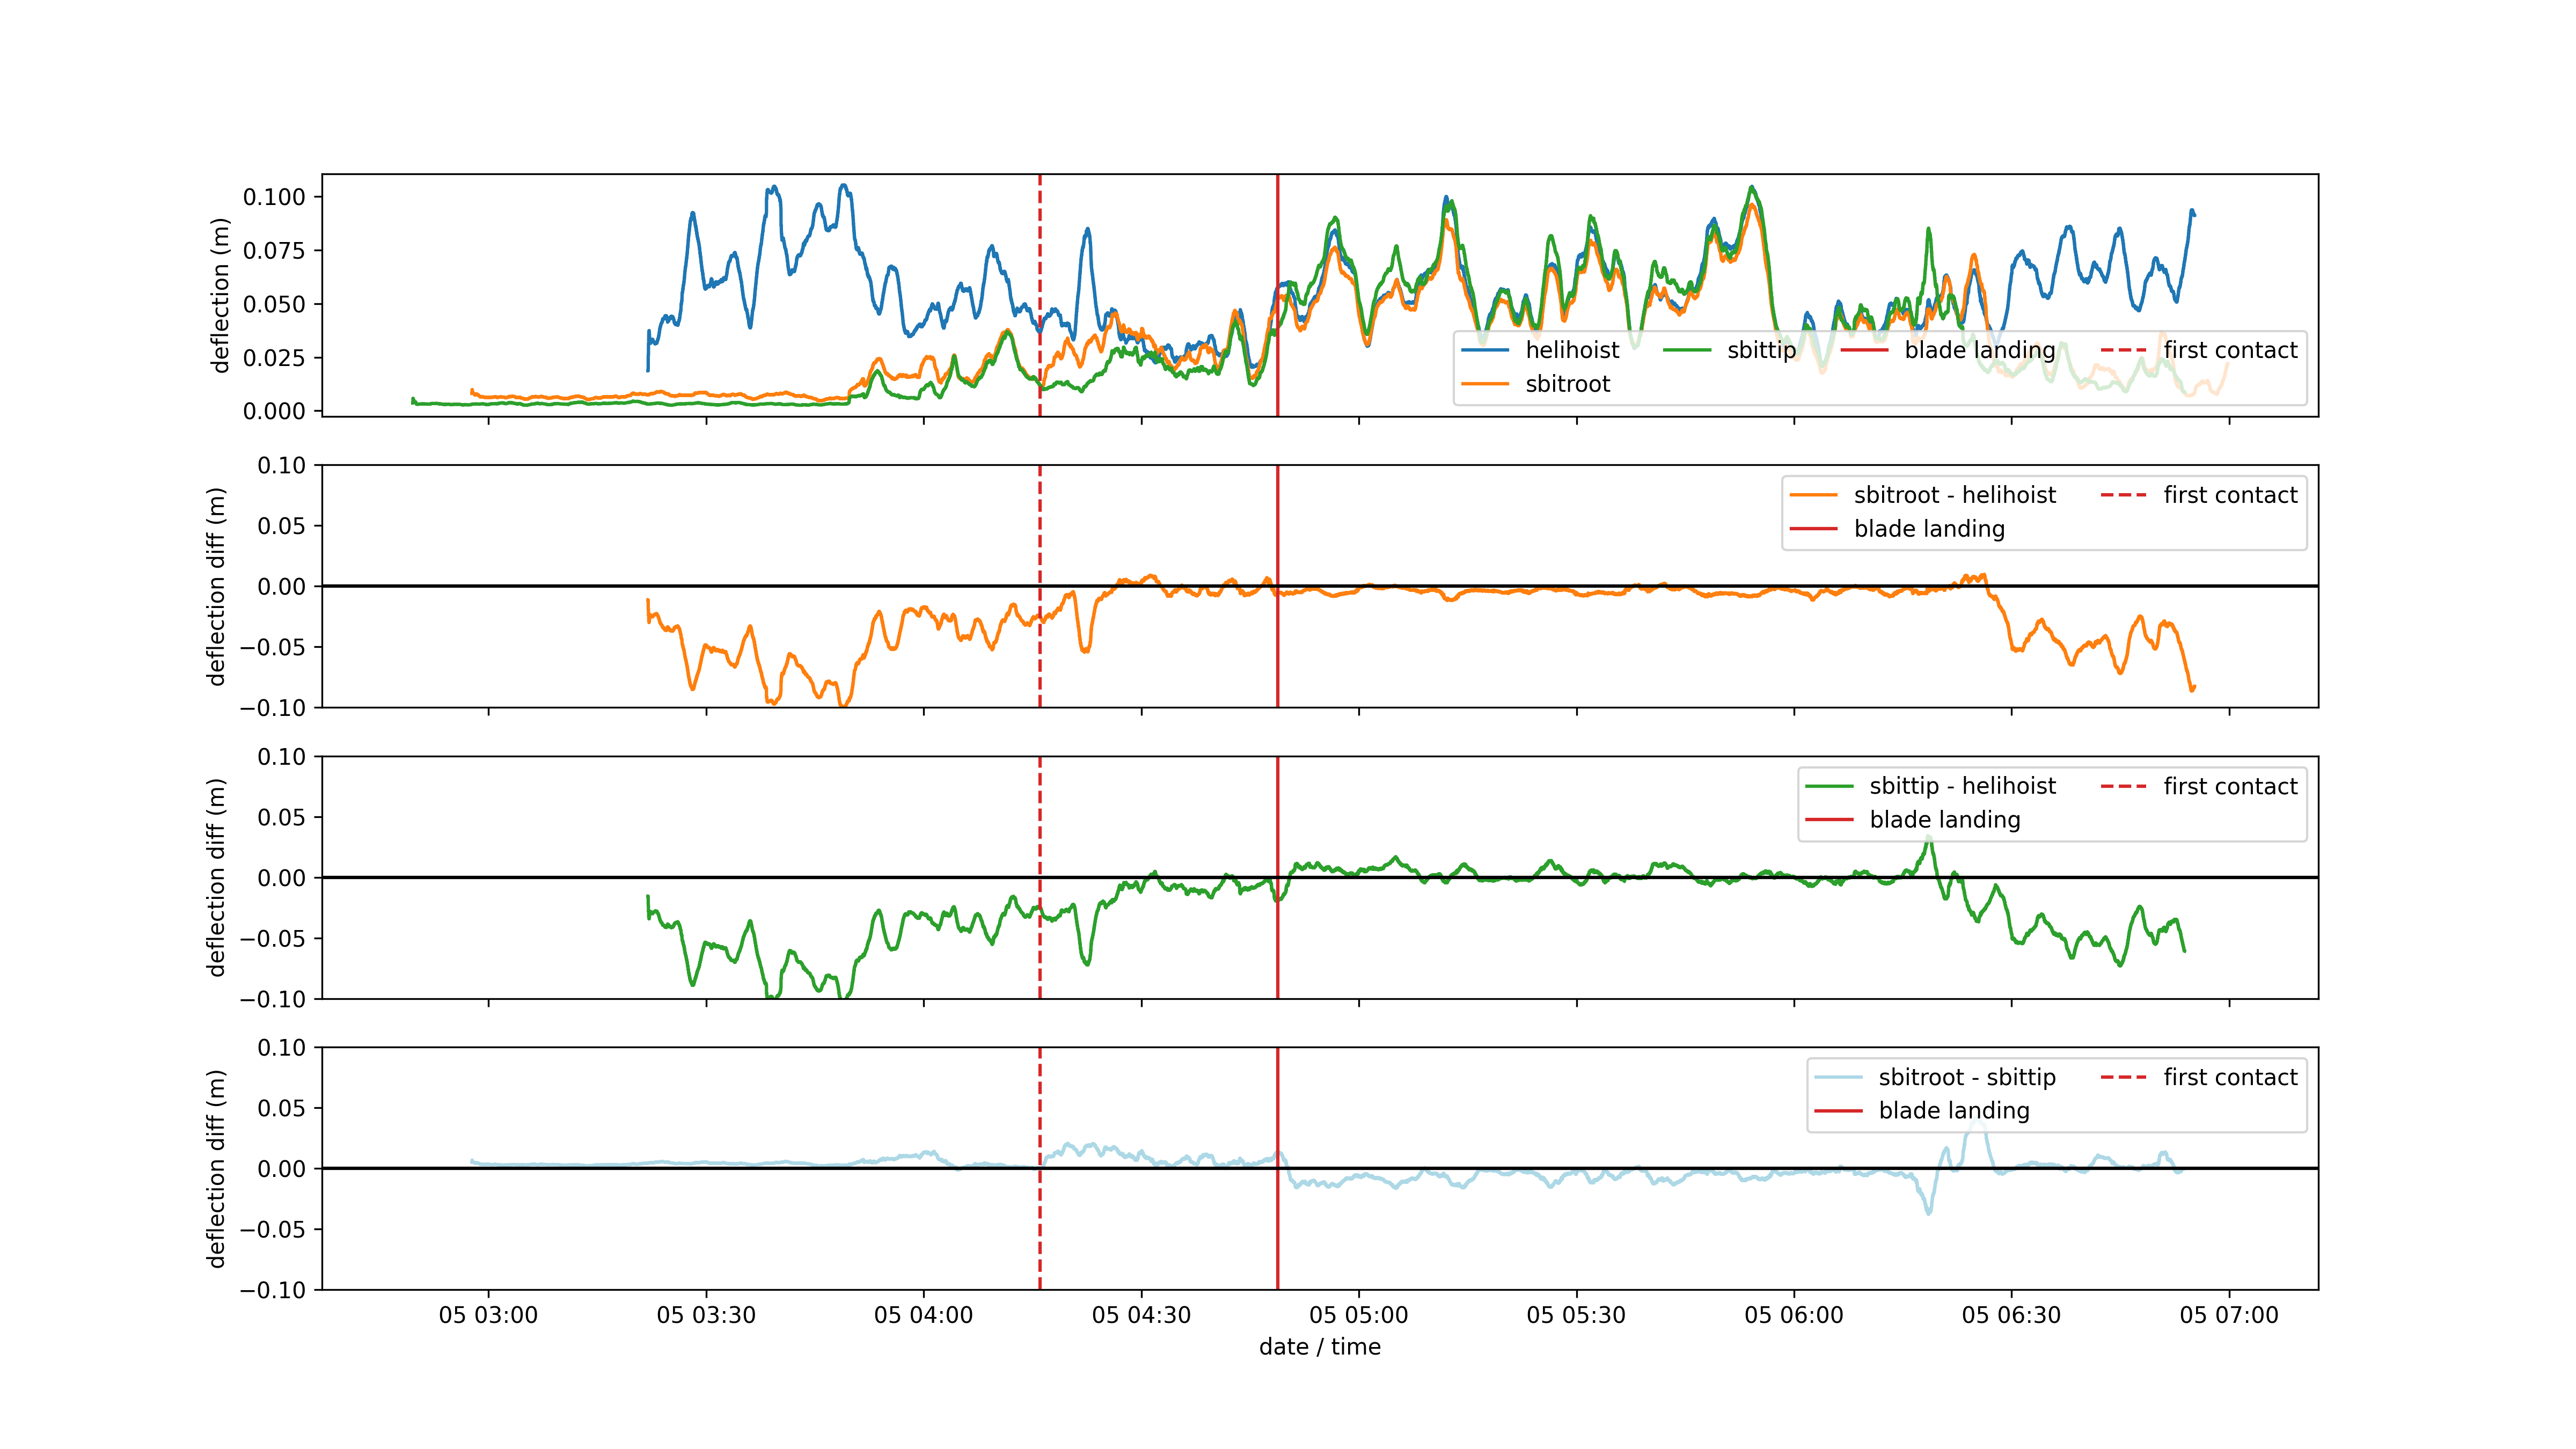 deflection (m)
0.100
0.075
0.050
0.025
0.000
helihoist sbittip blade landing first contact
sbitroot
deflection diff (m)
0.10
0.05
0.00
−0.05
−0.10
sbitroot - helihoist first contact
blade landing
deflection diff (m)
0.10
0.05
0.00
−0.05
−0.10
sbittip - helihoist first contact
blade landing
deflection diff (m)
0.10
0.05
0.00
−0.05
−0.10
sbitroot - sbittip first contact
blade landing
05 03:00 05 03:30 05 04:00 05 04:30 05 05:00 05 05:30 05 06:00 05 06:30 05 07:00
date / time